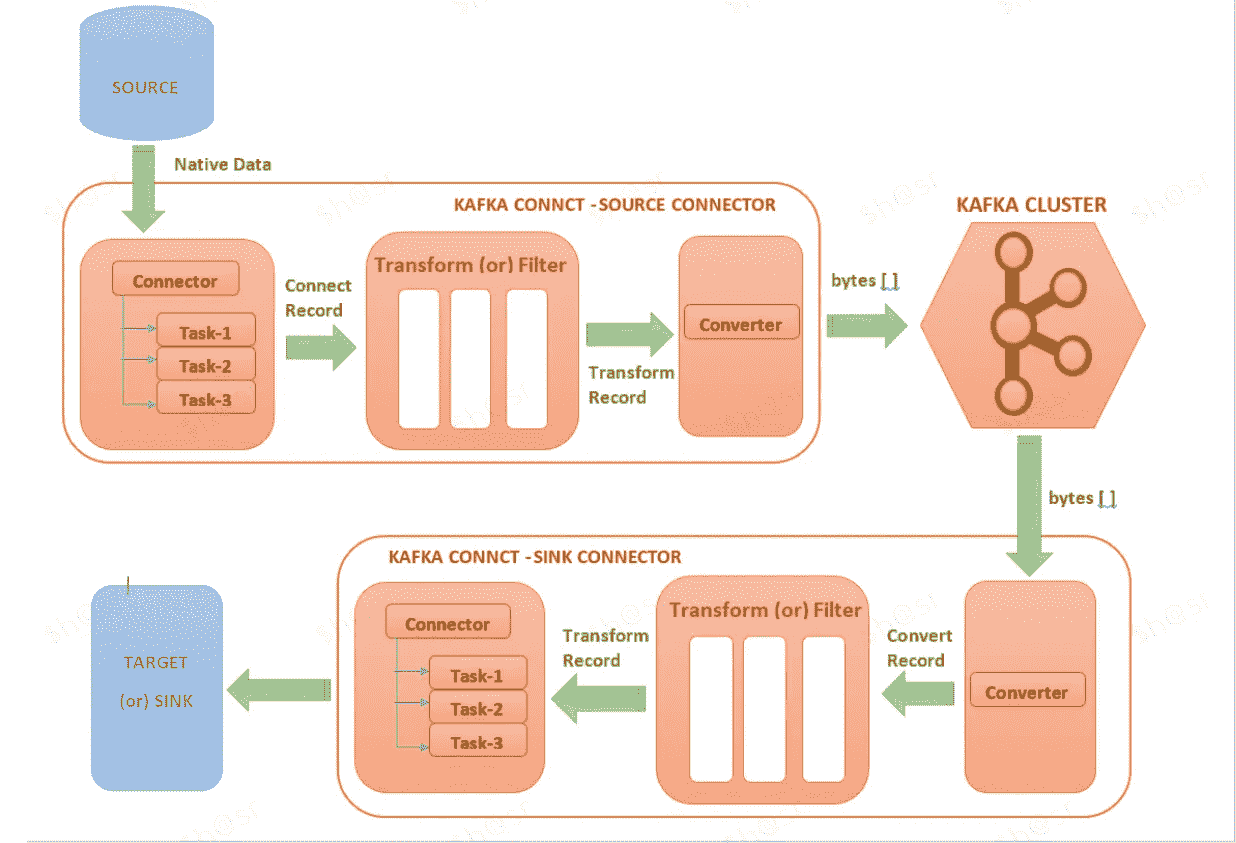 SOURCE
Native Data
KAFKA CONNCT -SOURCE CONNECTOR
KAFKA CLUSTER
Connector
Task-1
Task-2
Task-3
Connect
Record
Transform (or) Filter
Transform
Record
Converter
bytes [ ]
bytes [ ]
KAFKA CONNCT -SINK CONNECTOR
Converter
Convert
Record
Transform (or) Filter
Transform
Record
Connector
Task-1
Task-2
Task-3
TARGET
(or) SINK